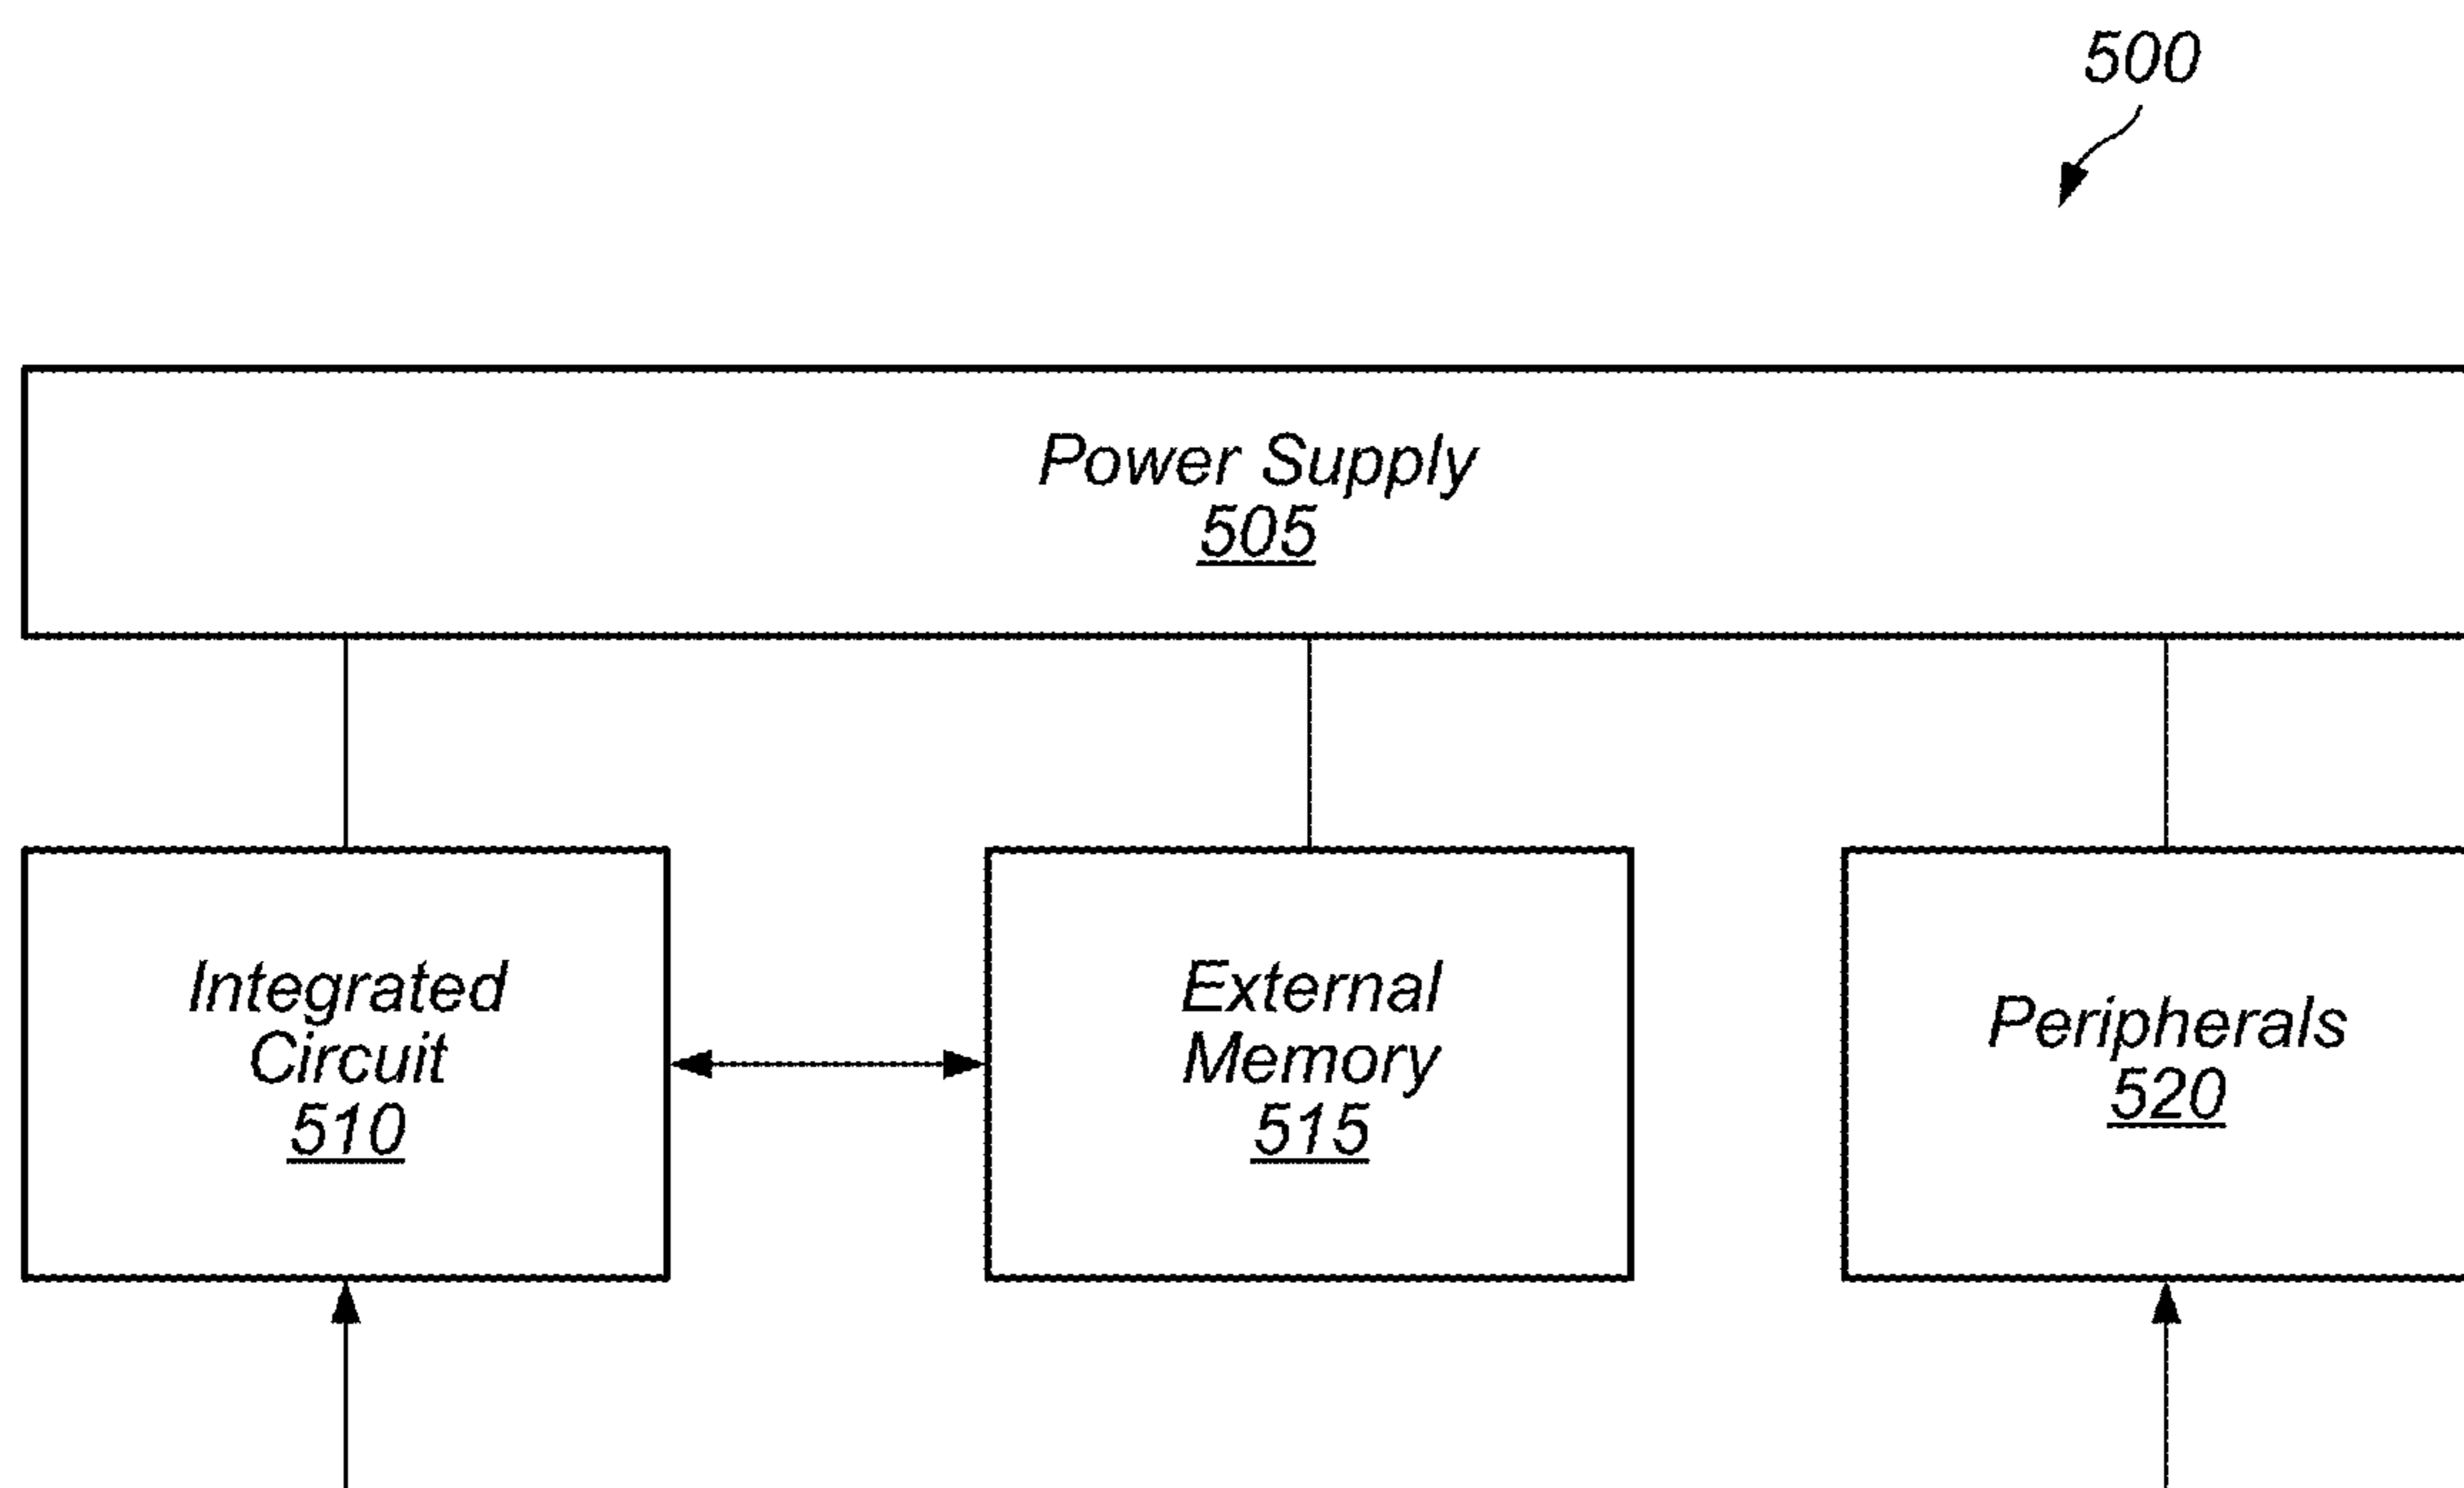 500
Power Supply
505
Integrated
Circuit
510
External
Memory
515
Peripherals
520